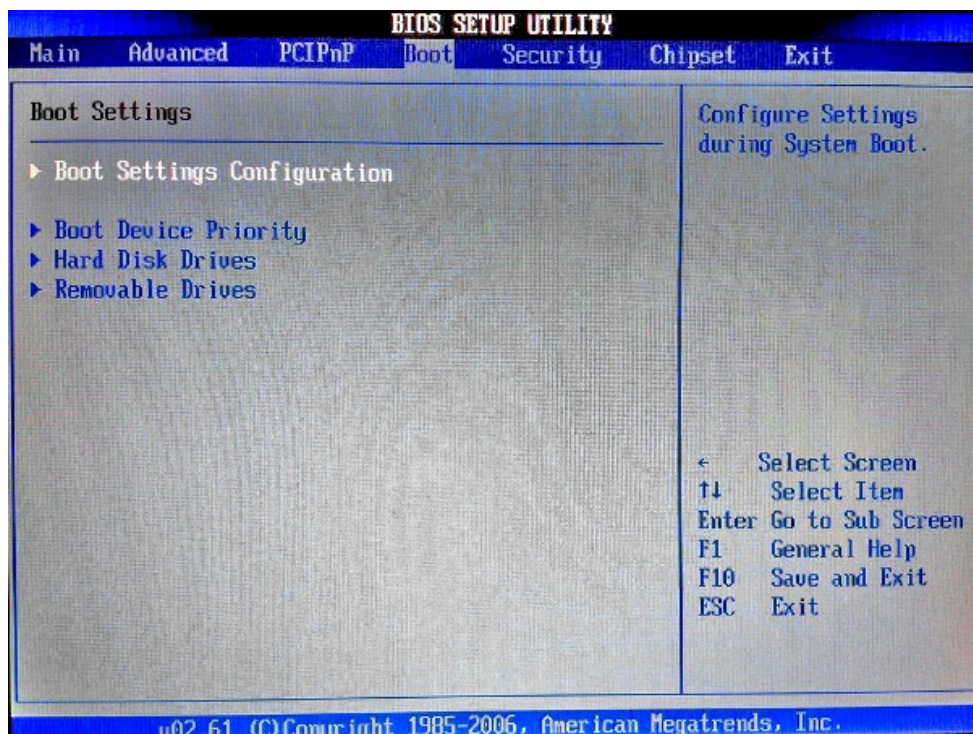 BIOS SETUP UTILITY
Main Advanced PCIPnP Boot Security Chipset Exit
Boot Settings
▶ Boot Settings Configuration
▶ Boot Device Priority
▶ Hard Disk Drives
▶ Removable Drives
Configure Settings
during System Boot.
← Select Screen
↑↓ Select Item
Enter Go to Sub Screen
F1 General Help
F10 Save and Exit
ESC Exit
v02.61 (C)Copyright 1985-2006, American Megatrends, Inc.